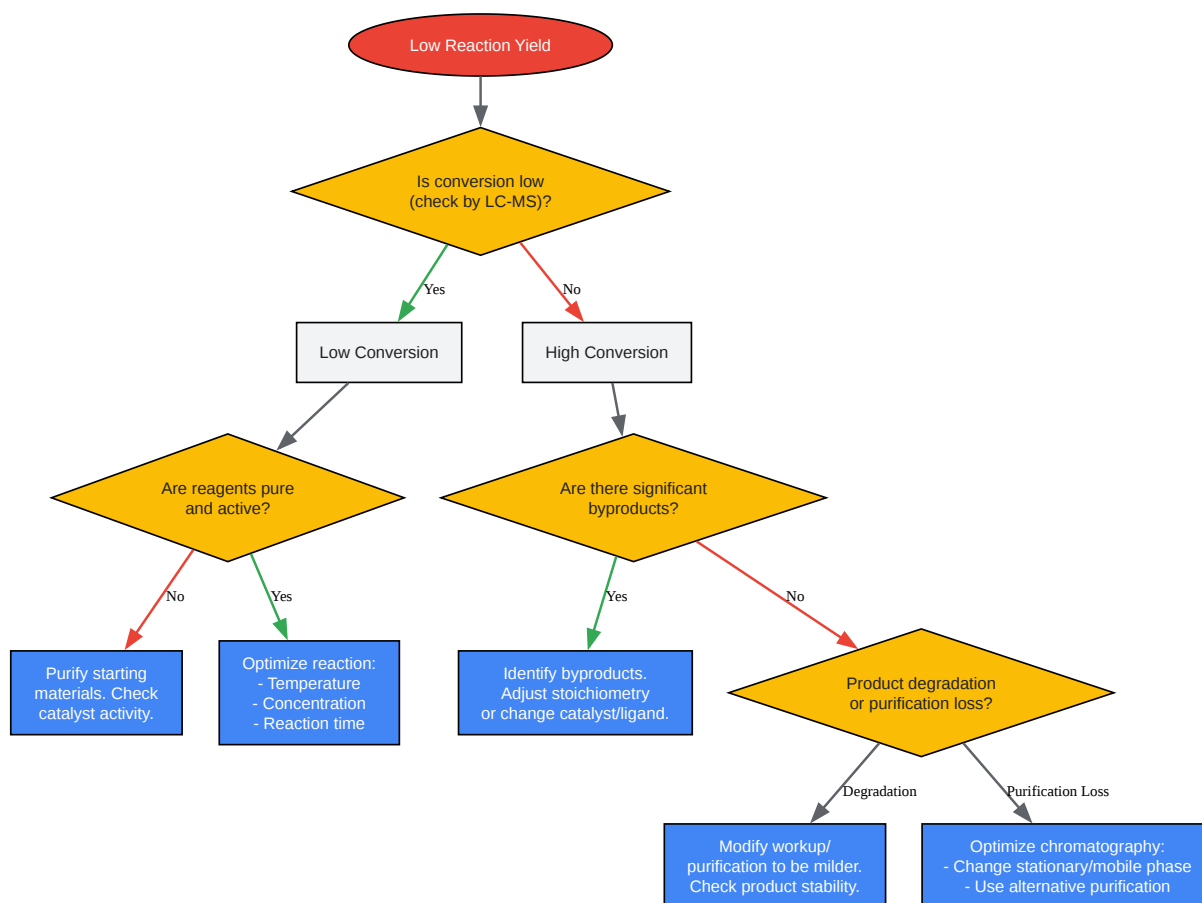 Low Reaction Yield
Is conversion low
(check by LC-MS)?
Yes
No
Low Conversion
High Conversion
Are reagents pure
and active?
Are there significant
byproducts?
No
Yes
Yes
No
Purify starting
materials. Check
catalyst activity.
Optimize reaction:
- Temperature
- Concentration
- Reaction time
Identify byproducts.
Adjust stoichiometry
or change catalyst/ligand.
Product degradation
or purification loss?
Degradation
Purification Loss
Modify workup/
purification to be milder.
Check product stability.
Optimize chromatography:
- Change stationary/mobile phase
- Use alternative purification